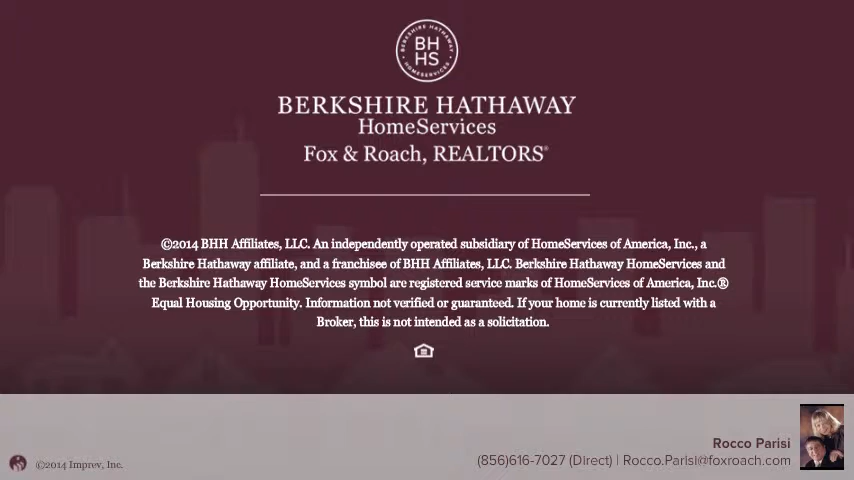 BERKSHIRE HATHAWAY
BH
HS
HOMESERVICES
BERKSHIRE HATHAWAY
HomeServices
Fox & Roach, REALTORS®
©2014 BHH Affiliates, LLC. An independently operated subsidiary of HomeServices of America, Inc., a
Berkshire Hathaway affiliate, and a franchisee of BHH Affiliates, LLC. Berkshire Hathaway HomeServices and
the Berkshire Hathaway HomeServices symbol are registered service marks of HomeServices of America, Inc.®
Equal Housing Opportunity. Information not verified or guaranteed. If your home is currently listed with a
Broker, this is not intended as a solicitation.
Rocco Parisi
(856)616-7027 (Direct) | Rocco.Parisi@foxroach.com
©2014 Imprev, Inc.